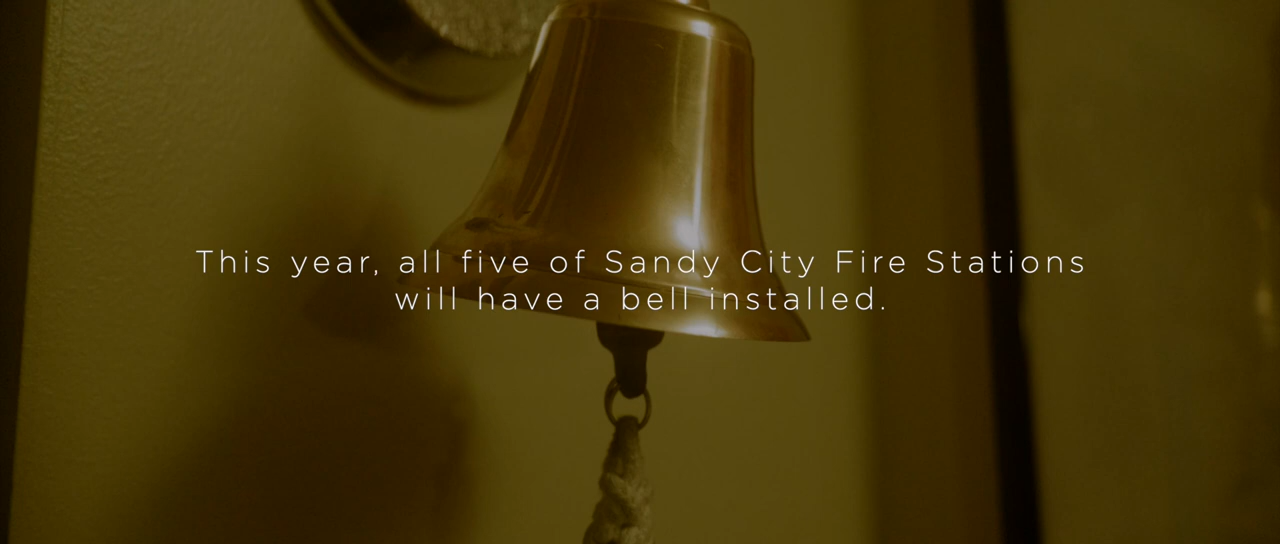 This year, all five of Sandy City Fire Stations
will have a bell installed.